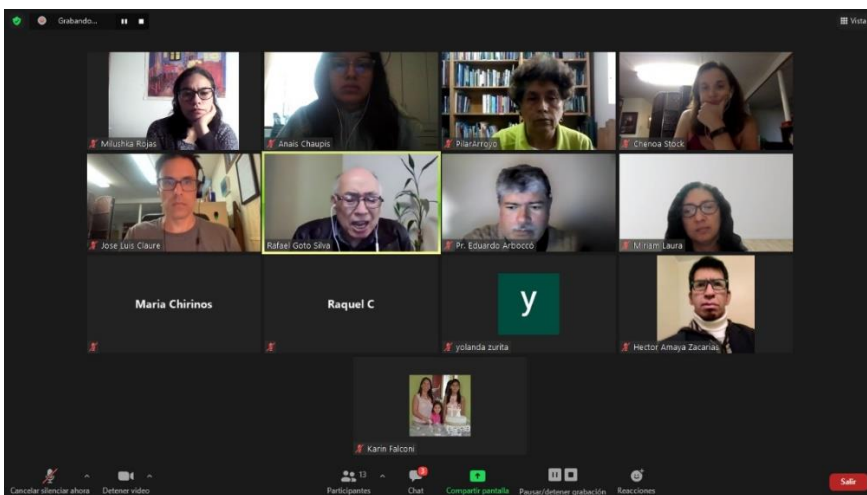 Grabando...
Vista
Milushka Rojas
Anais Chaupis
PilarArroyo
Chenoa Stock
Jose Luis Claure
Rafael Goto Silva
Pr. Eduardo Arbocco
Miriam Laura
Maria Chirinos
Raquel C
y
yolanda zurita
Hector Amaya Zacarias
Karin Falconi
Cancelar silenciar ahora
Detener video
Participantes
13
Chat
3
Compartir pantalla
Pausar/detener grabación
Reacciones
Salir